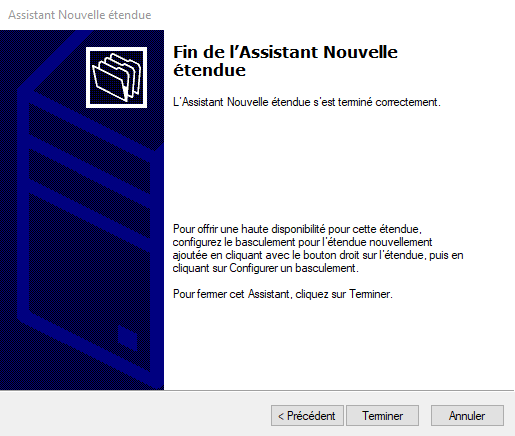 Assistant Nouvelle étendue
Fin de l'Assistant Nouvelle
étendue
L'Assistant Nouvelle étendue s'est terminé correctement.
Pour offrir une haute disponibilité pour cette étendue,
configurez le basculement pour l'étendue nouvellement
ajoutée en cliquant avec le bouton droit sur l'étendue, puis en
cliquant sur Configurer un basculement.
Pour fermer cet Assistant, cliquez sur Terminer.
< Précédent
Terminer
Annuler